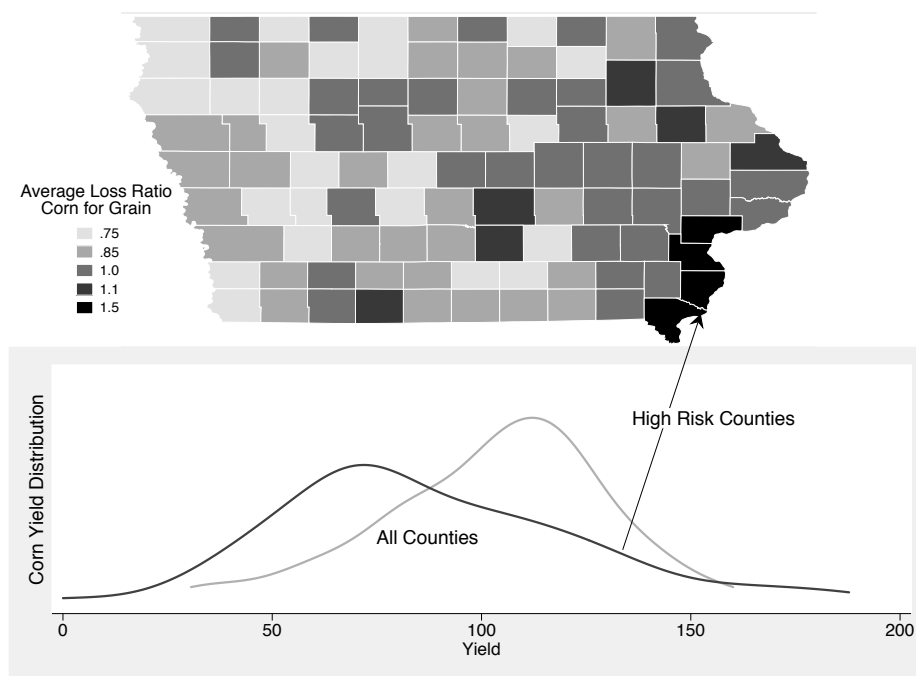 Average Loss Ratio
Corn for Grain
.75
.85
1.0
1.1
1.5
High Risk Counties
All Counties
Corn Yield Distribution
0 50 100 150 200
Yield